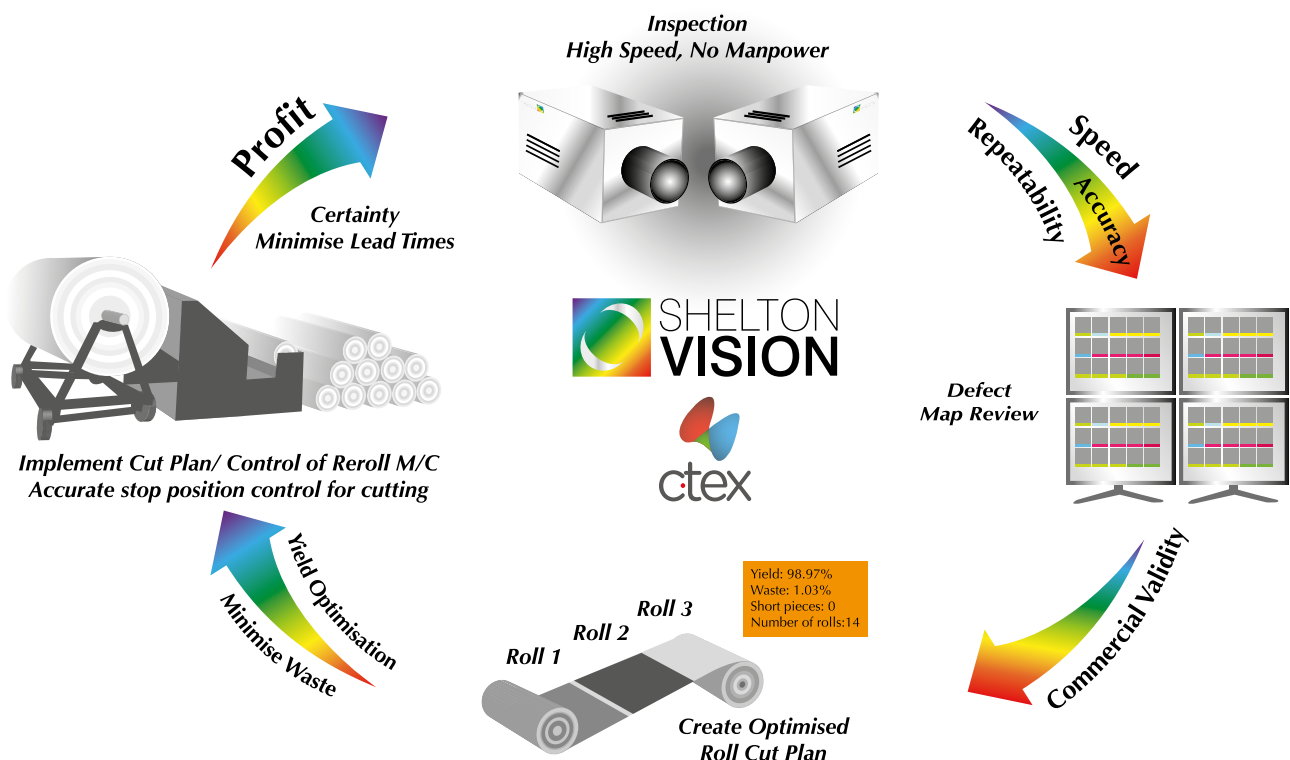 Inspection
High Speed, No Manpower
Profit
Certainty
Minimise Lead Times
Speed
Accuracy
Repeatability
SHELTON
VISION
ctex
Defect
Map Review
Implement Cut Plan/ Control of Reroll M/C
Accurate stop position control for cutting
Yield Optimisation
Minimise Waste
Commercial Validity
Yield: 98.97%
Waste: 1.03%
Short pieces: 0
Number of rolls:14
Roll 1
Roll 2
Roll 3
Create Optimised
Roll Cut Plan